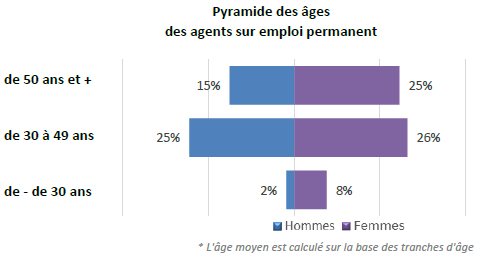 Pyramide des âges
des agents sur emploi permanent
de 50 ans et +
15%
25%
de 30 à 49 ans
25%
26%
de - de 30 ans
2%
8%
Hommes
Femmes
* L'âge moyen est calculé sur la base des tranches d'âge